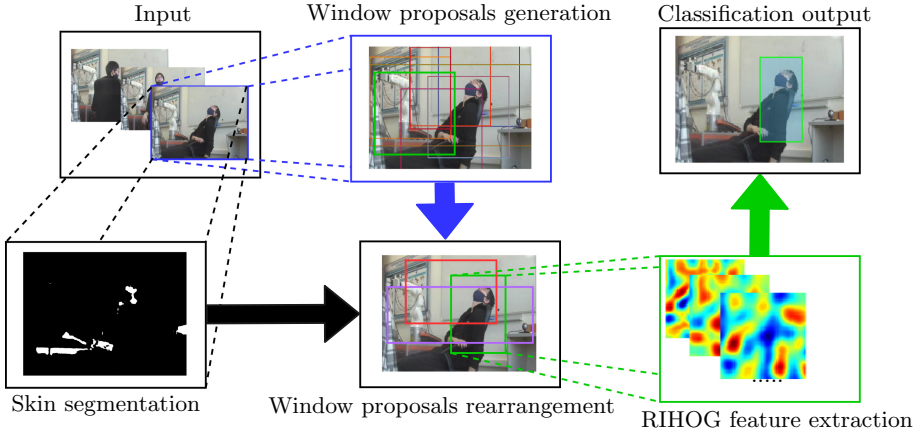 Input
Window proposals generation
Classification output
Skin segmentation
Window proposals rearrangement
RIHOG feature extraction